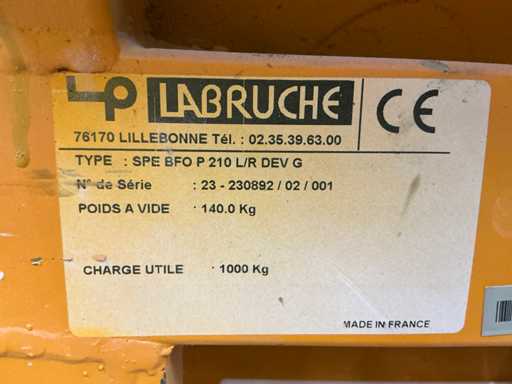 LP LABRUCHE CE
76170 LILLEBONNE Tél. : 02.35.39.63.00
TYPE : SPE BFO P 210 L/R DEV G
N° de Série : 23 - 230892 / 02 / 001
POIDS A VIDE : 140.0 Kg
CHARGE UTILE : 1000 Kg
MADE IN FRANCE